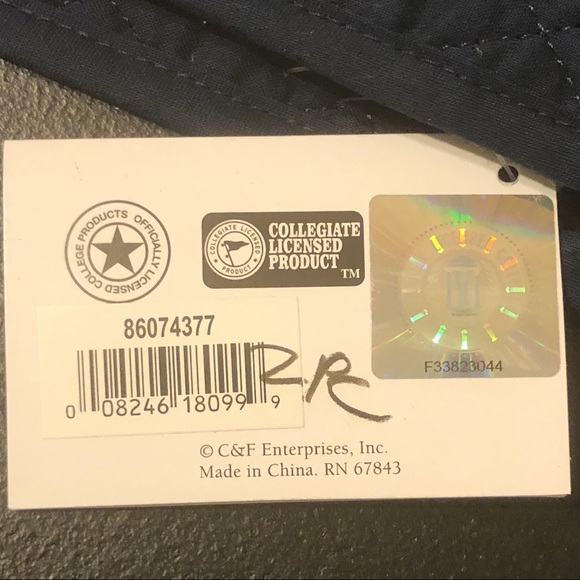 OFFICIALLY LICENSED COLLEGE PRODUCTS
COLLEGIATE LICENSED PRODUCT
COLLEGIATE
LICENSED
PRODUCT
TM
F33823044
86074377
0 08246 18099 9
© C&F Enterprises, Inc.
Made in China. RN 67843